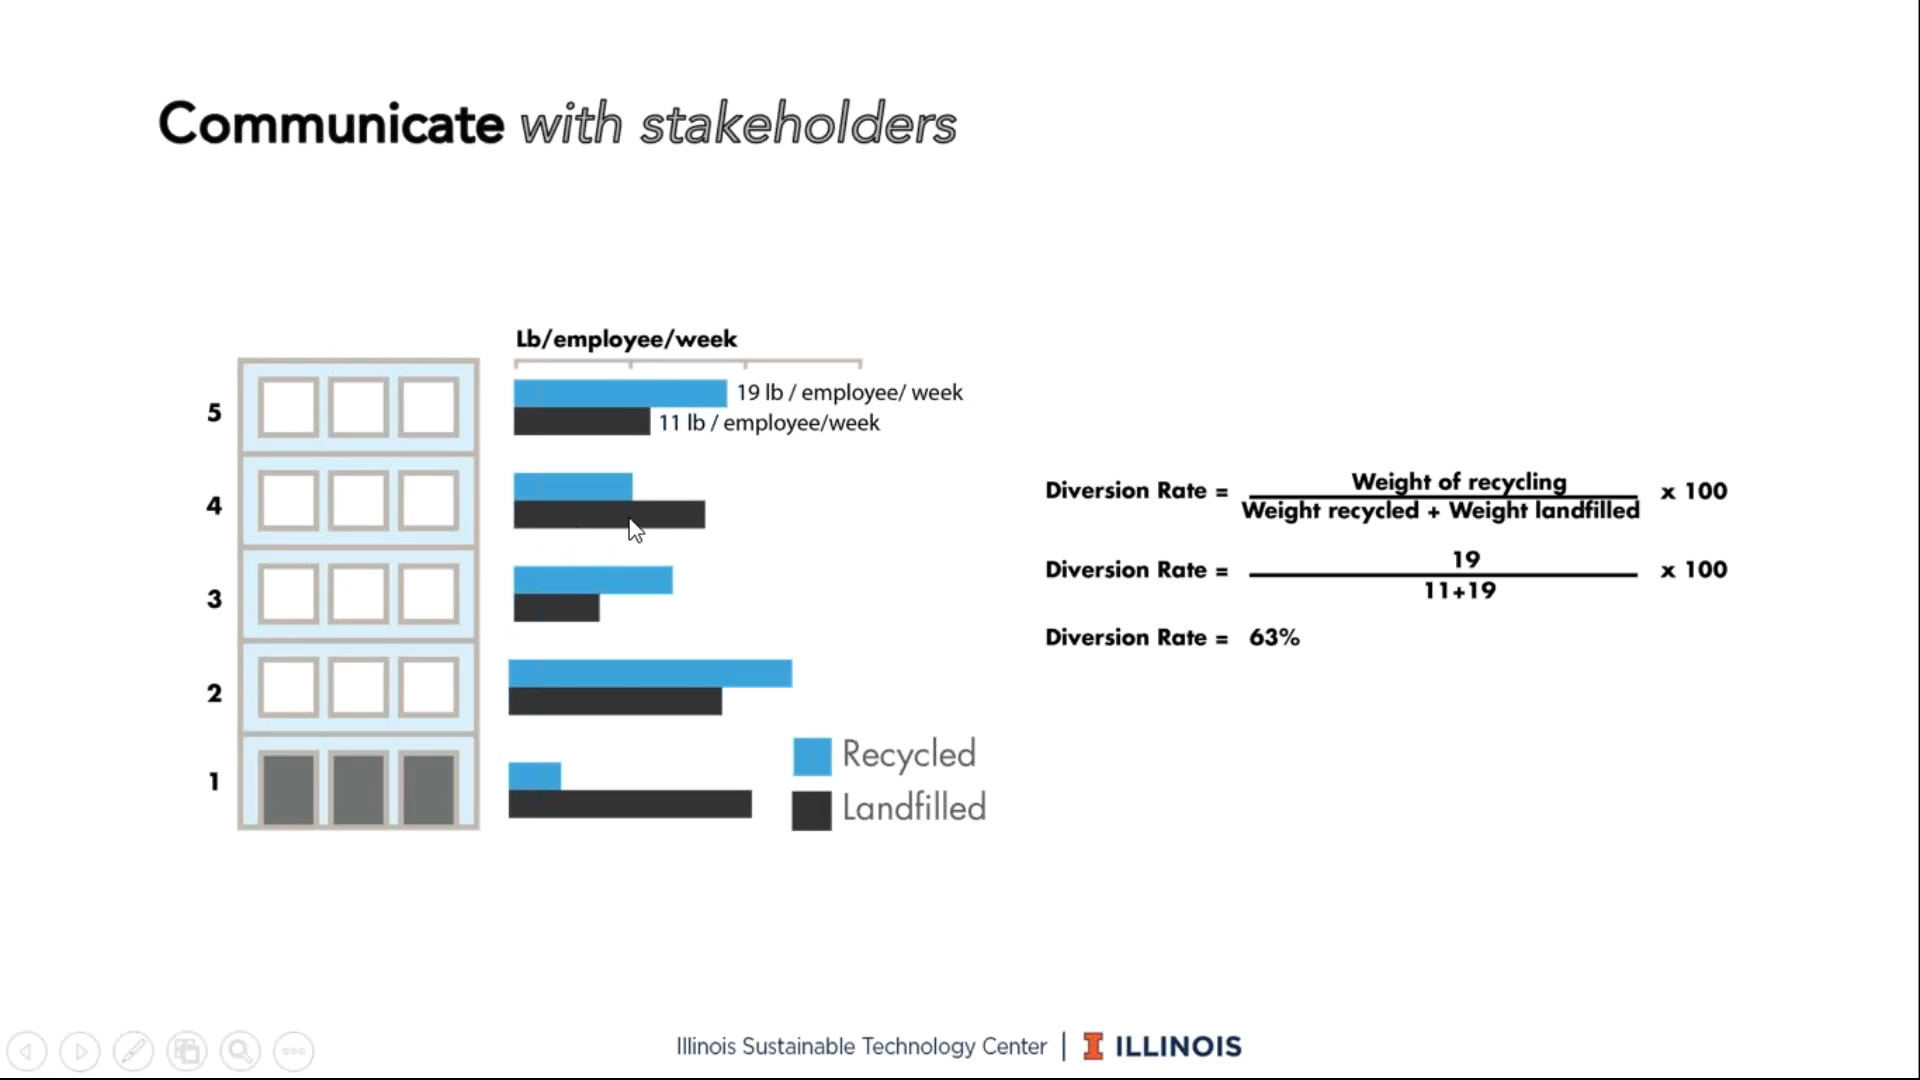 Communicate with stakeholders
Lb/employee/week
5
19 lb / employee/ week
11 lb / employee/week
4
3
2
1
Recycled
Landfilled
Diversion Rate = Weight of recycling x 100
Weight recycled + Weight landfilled
Diversion Rate = 19 x 100
11+19
Diversion Rate = 63%
Illinois Sustainable Technology Center | I ILLINOIS